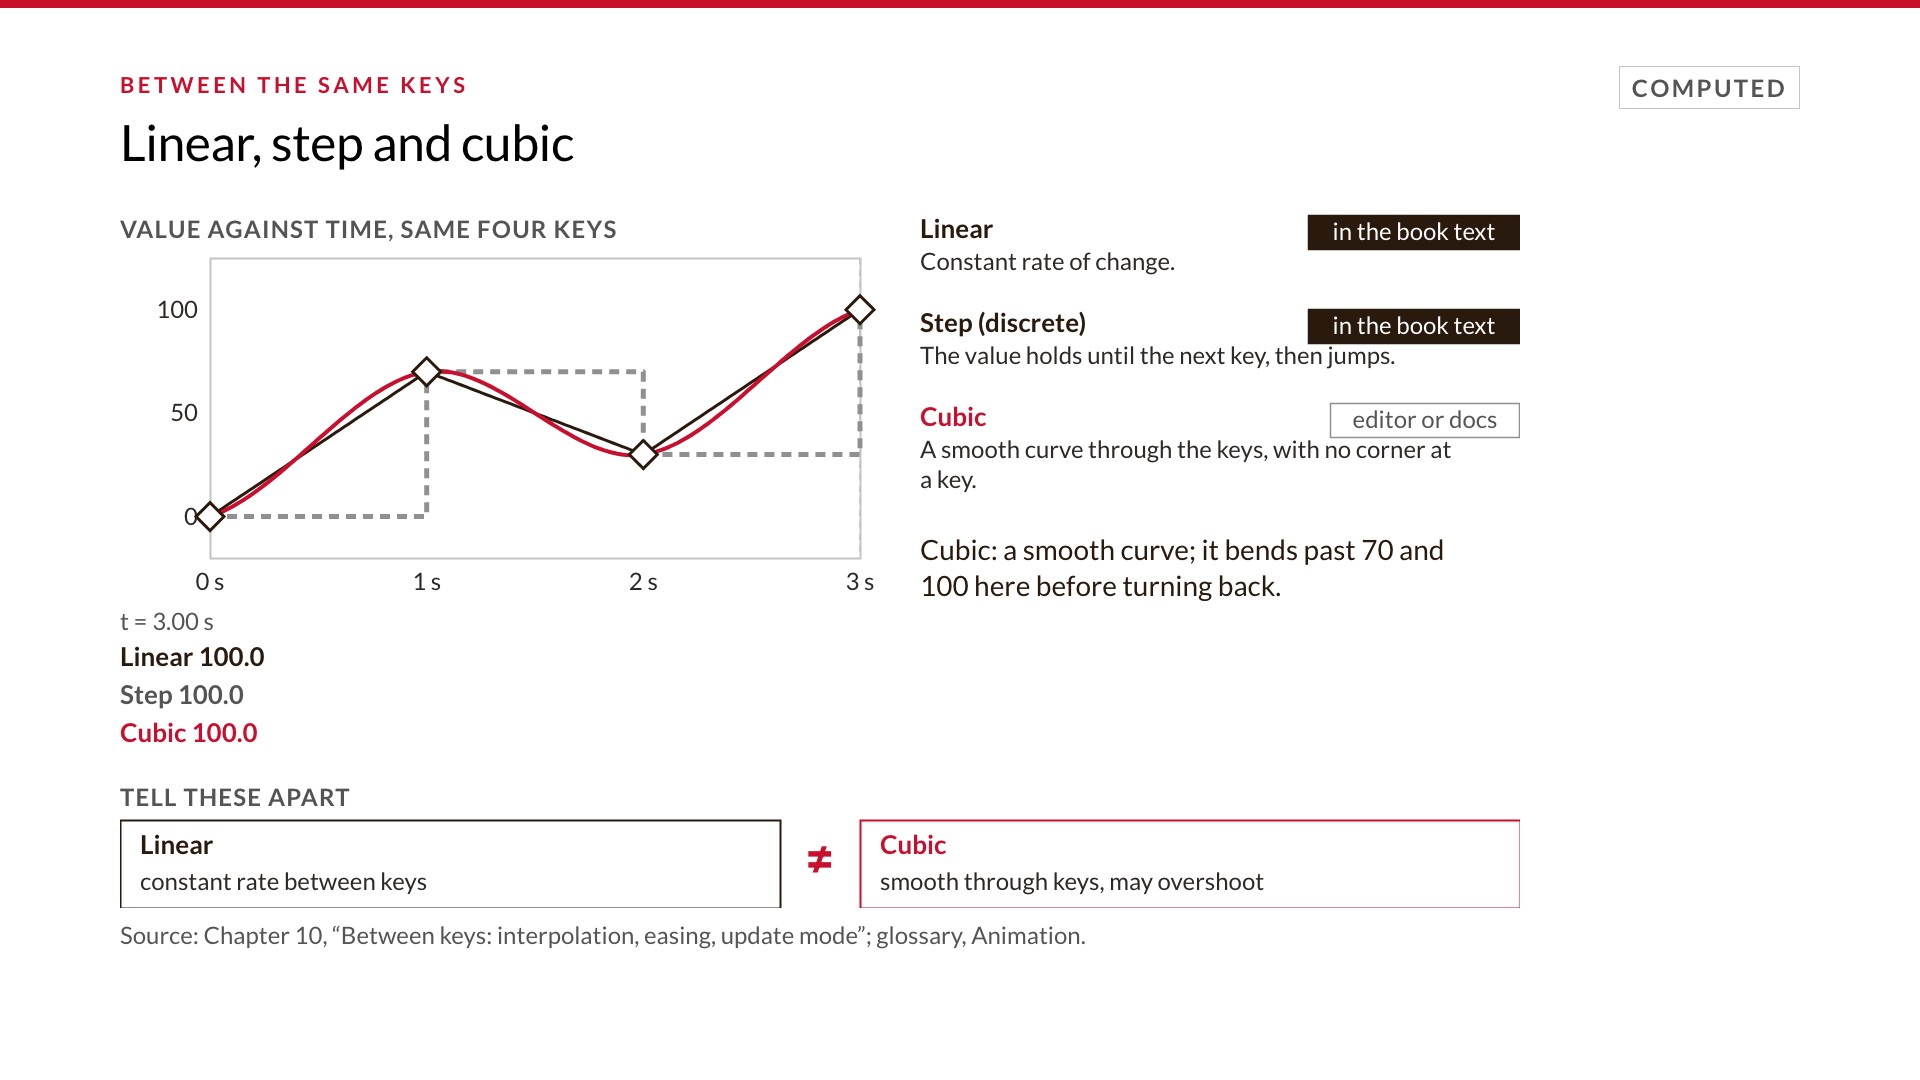 BETWEEN THE SAME KEYS
COMPUTED
Linear, step and cubic
VALUE AGAINST TIME, SAME FOUR KEYS
100
50
0
0 s
1 s
2 s
3 s
t = 3.00 s
Linear 100.0
Step 100.0
Cubic 100.0
Linear
in the book text
Constant rate of change.
Step (discrete)
in the book text
The value holds until the next key, then jumps.
Cubic
editor or docs
A smooth curve through the keys, with no corner at
a key.
Cubic: a smooth curve; it bends past 70 and
100 here before turning back.
TELL THESE APART
Linear
constant rate between keys
≠
Cubic
smooth through keys, may overshoot
Source: Chapter 10, “Between keys: interpolation, easing, update mode”; glossary, Animation.